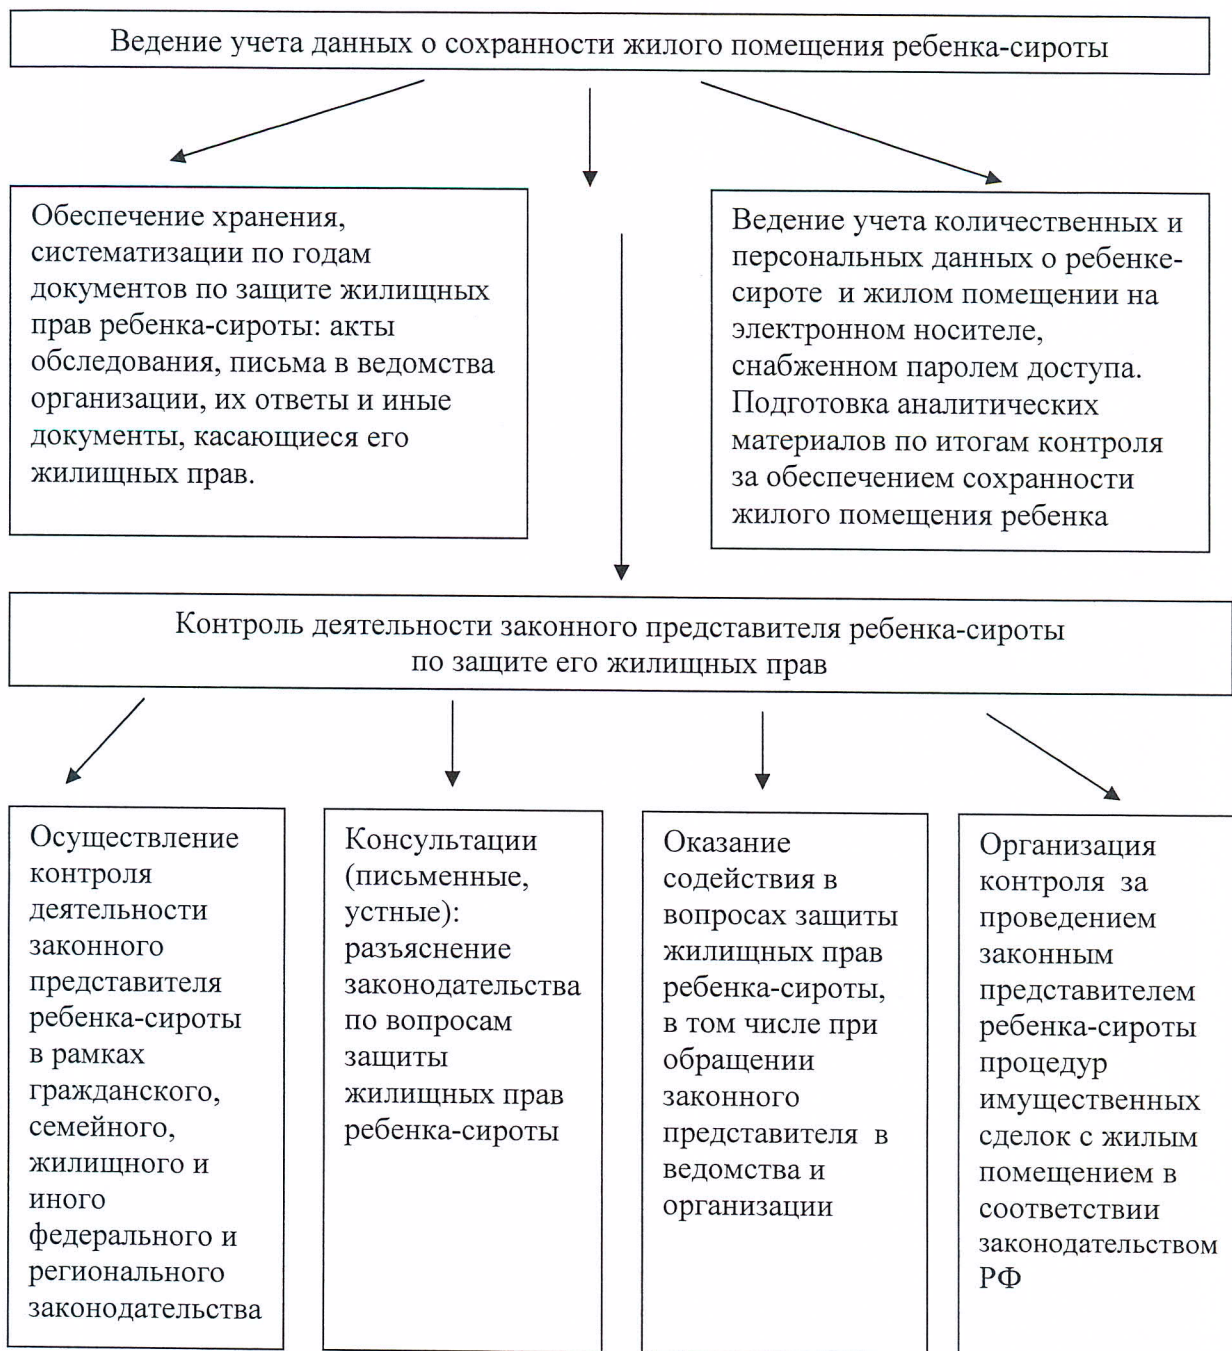 Ведение учета данных о сохранности жилого помещения ребенка-сироты
Обеспечение хранения,
систематизации по годам
документов по защите жилищных
прав ребенка-сироты: акты
обследования, письма в ведомства
организации, их ответы и иные
документы, касающиеся его
жилищных прав.
Ведение учета количественных и
персональных данных о ребенке-
сироте и жилом помещении на
электронном носителе,
снабженном паролем доступа.
Подготовка аналитических
материалов по итогам контроля
за обеспечением сохранности
жилого помещения ребенка
Контроль деятельности законного представителя ребенка-сироты
по защите его жилищных прав
Осуществление
контроля
деятельности
законного
представителя
ребенка-сироты
в рамках
гражданского,
семейного,
жилищного и
иного
федерального и
регионального
законодательства
Консультации
(письменные,
устные):
разъяснение
законодательства
по вопросам
защиты
жилищных прав
ребенка-сироты
Оказание
содействия в
вопросах защиты
жилищных прав
ребенка-сироты,
в том числе при
обращении
законного
представителя в
ведомства и
организации
Организация
контроля за
проведением
законным
представителем
ребенка-сироты
процедур
имущественных
сделок с жилым
помещением в
соответствии
законодательством
РФ